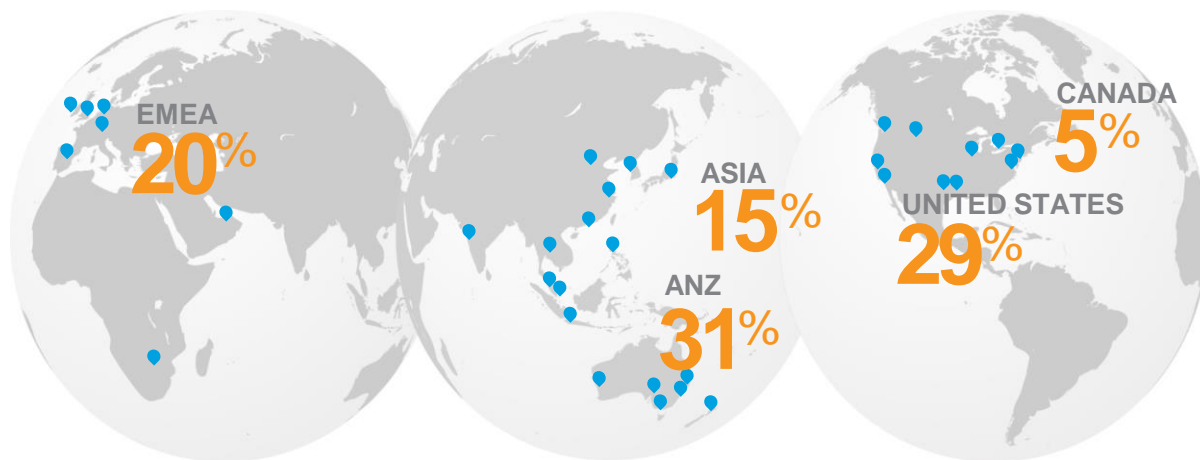 EMEA
20%
ASIA
15%
ANZ
31%
CANADA
5%
UNITED STATES
29%